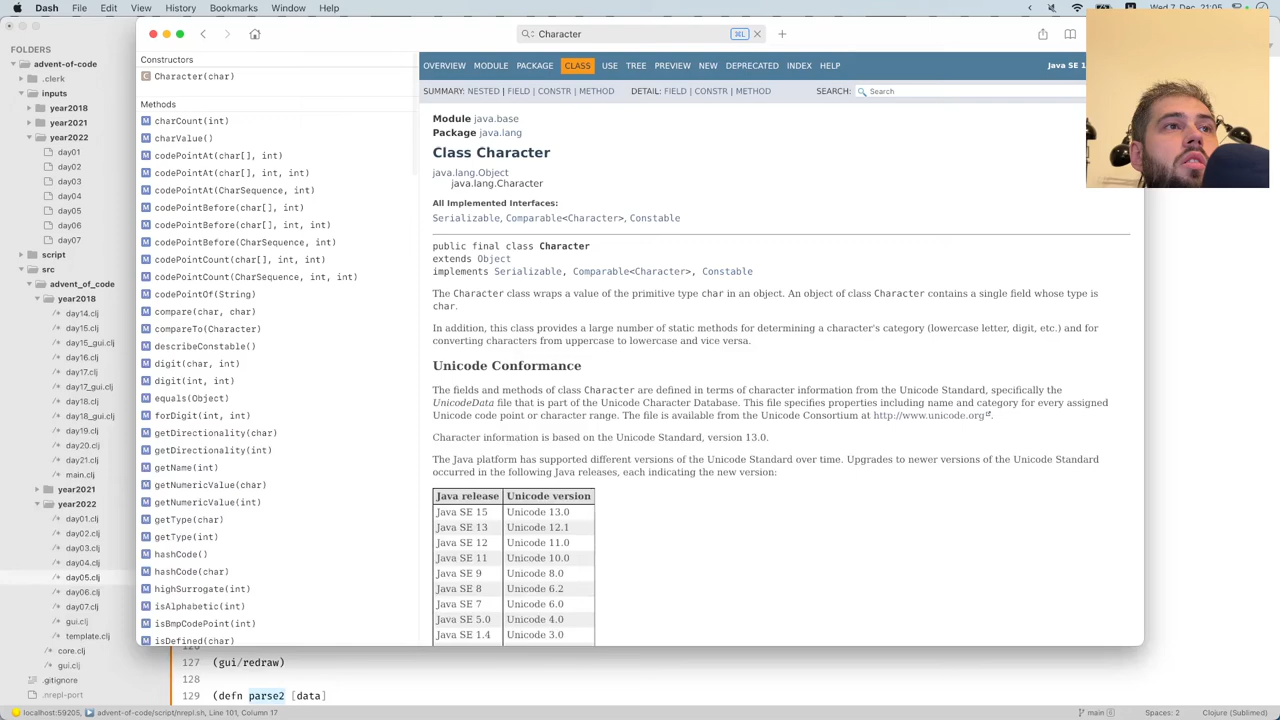 Dash File Edit View History Bookmarks Window Help
Wed 7. Dec. 21:05
FOLDERS
advent-of-code
.clerk
inputs
year2018
year2021
year2022
day01
day02
day03
day04
day05
day06
day07
script
src
advent_of_code
year2018
day14.clj
day15.clj
day15_gui.clj
day16.clj
day17.clj
day17_gui.clj
day18.clj
day18_gui.clj
day19.clj
day20.clj
day21.clj
main.clj
year2021
year2022
day01.clj
day02.clj
day03.clj
day04.clj
day05.clj
day06.clj
day07.clj
gui.clj
template.clj
core.clj
gui.clj
.gitignore
.nrepl-port
Character ⌘L
Constructors
C Character(char)
Methods
M charCount(int)
M charValue()
M codePointAt(char[], int)
M codePointAt(char[], int, int)
M codePointAt(CharSequence, int)
M codePointBefore(char[], int)
M codePointBefore(char[], int, int)
M codePointBefore(CharSequence, int)
M codePointCount(char[], int, int)
M codePointCount(CharSequence, int, int)
M codePointOf(String)
M compare(char, char)
M compareTo(Character)
M describeConstable()
M digit(char, int)
M digit(int, int)
M equals(Object)
M forDigit(int, int)
M getDirectionality(char)
M getDirectionality(int)
M getName(int)
M getNumericValue(char)
M getNumericValue(int)
M getType(char)
M getType(int)
M hashCode()
M hashCode(char)
M highSurrogate(int)
M isAlphabetic(int)
M isBmpCodePoint(int)
M isDefined(char)
OVERVIEW MODULE PACKAGE CLASS USE TREE PREVIEW NEW DEPRECATED INDEX HELP Java SE 1
SUMMARY: NESTED | FIELD | CONSTR | METHOD DETAIL: FIELD | CONSTR | METHOD SEARCH: Search
Module java.base
Package java.lang
Class Character
java.lang.Object
java.lang.Character
All Implemented Interfaces:
Serializable, Comparable<Character>, Constable
public final class Character
extends Object
implements Serializable, Comparable<Character>, Constable
The Character class wraps a value of the primitive type char in an object. An object of class Character contains a single field whose type is
char.
In addition, this class provides a large number of static methods for determining a character's category (lowercase letter, digit, etc.) and for
converting characters from uppercase to lowercase and vice versa.
Unicode Conformance
The fields and methods of class Character are defined in terms of character information from the Unicode Standard, specifically the
UnicodeData file that is part of the Unicode Character Database. This file specifies properties including name and category for every assigned
Unicode code point or character range. The file is available from the Unicode Consortium at http://www.unicode.org.
Character information is based on the Unicode Standard, version 13.0.
The Java platform has supported different versions of the Unicode Standard over time. Upgrades to newer versions of the Unicode Standard
occurred in the following Java releases, each indicating the new version:
Java release Unicode version
Java SE 15 Unicode 13.0
Java SE 13 Unicode 12.1
Java SE 12 Unicode 11.0
Java SE 11 Unicode 10.0
Java SE 9 Unicode 8.0
Java SE 8 Unicode 6.2
Java SE 7 Unicode 6.0
Java SE 5.0 Unicode 4.0
Java SE 1.4 Unicode 3.0
127 (gui/redraw)
128
129 (defn parse2 [data]
localhost:59205, advent-of-code/script/nrepl.sh, Line 101, Column 17
main 6 Spaces: 2 Clojure (Sublimed)